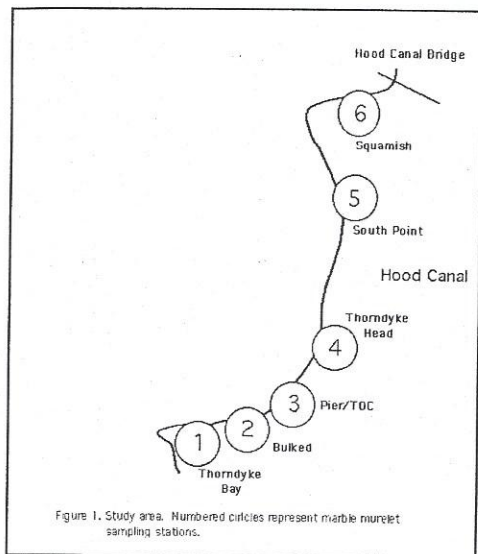 Hood Canal Bridge
6
Squamish
5
South Point
Hood Canal
Thorndyke
Head
4
3
Pier/TOC
2
Bulked
1
Thorndyke
Bay
Figure 1. Study area. Numbered cirlcles represent marble murelet
sampling stations.